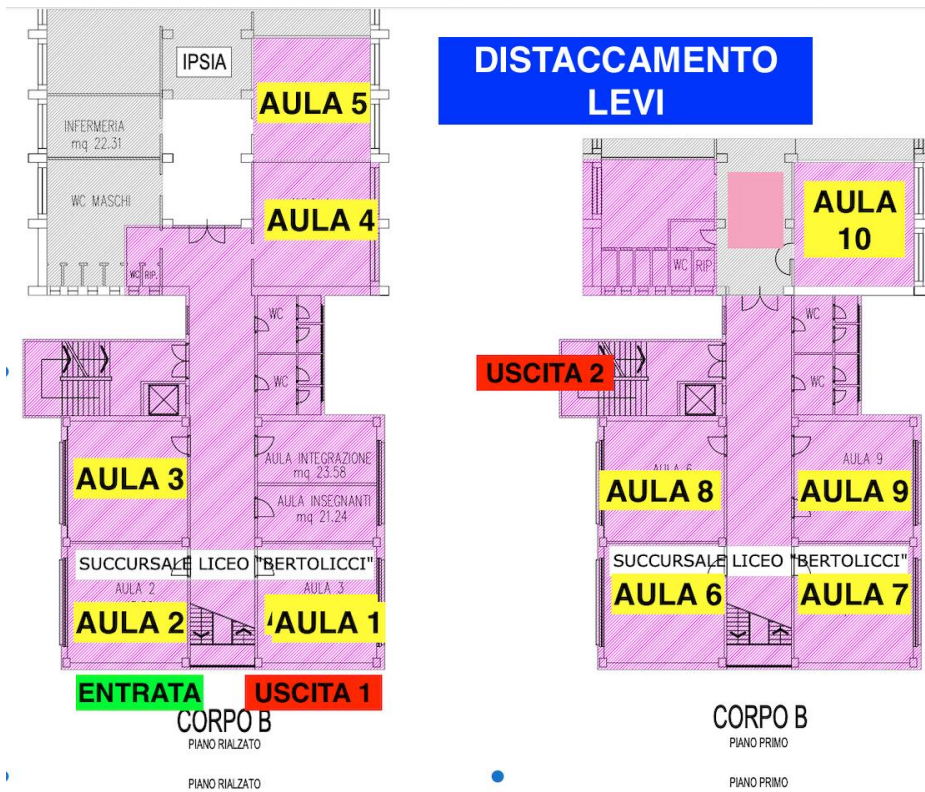 DISTACCAMENTO
LEVI
IPSIA
AULA 5
INFERMERIA
mq 22.31
WC MASCHI
AULA 4
WC
RIP.
WC
WC
AULA 3
AULA INTEGRAZIONE
mq 23.58
AULA INSEGNANTI
mq 21.24
SUCCURSALE LICEO "BERTOLICCI"
AULA 2
AULA 3
AULA 2
AULA 1
ENTRATA
USCITA 1
CORPO B
PIANO RIALZATO
PIANO RIALZATO
AULA
10
WC
RIP.
WC
USCITA 2
WC
AULA 6
AULA 9
AULA 8
AULA 9
SUCCURSALE LICEO "BERTOLICCI"
AULA 6
AULA 7
CORPO B
PIANO PRIMO
PIANO PRIMO